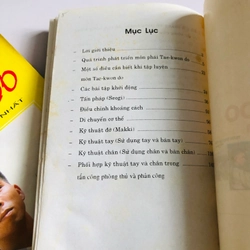 NHẤT
Mục Lục
- Lời giới thiệu
- Quá trình phát triển môn phái Tae-kwon do
- Một số điều cần biết khi tập luyện
môn Tae-kwon do
- Các bài tập khởi động
- Tấn pháp (Seogi)
- Điều chỉnh khoảng cách
- Di chuyển cơ thể
- Kỹ thuật đỡ (Makki)
- Kỹ thuật tay (Sử dụng tay và bàn tay)
- Kỹ thuật chân (Sử dụng chân và bàn chân)
- Phối hợp kỹ thuật tay và chân trong
tấn công phòng thủ và phản công